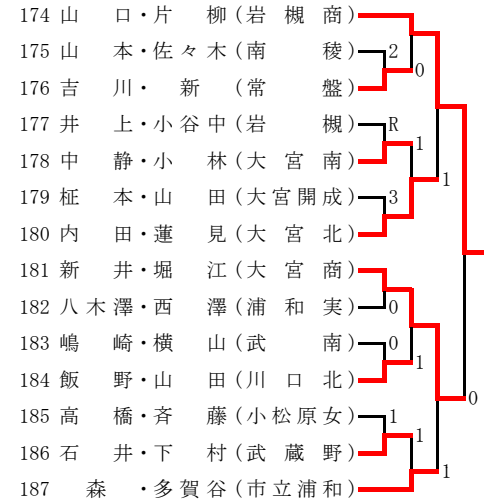 174 山口・片柳(岩槻商)
175 山本・佐々木(南稜) 2
0
176 吉川・新(常盤)
177 井上・小谷中(岩槻) R
1
178 中静・小林(大宮南)
1
179 柾本・山田(大宮開成) 3
180 内田・蓮見(大宮北)
181 新井・堀江(大宮商)
182 八木澤・西澤(浦和実) 0
183 嶋崎・横山(武南) 0
1
184 飯野・山田(川口北)
0
185 高橋・斉藤(小松原女) 1
1
186 石井・下村(武蔵野)
1
187 森・多賀谷(市立浦和)